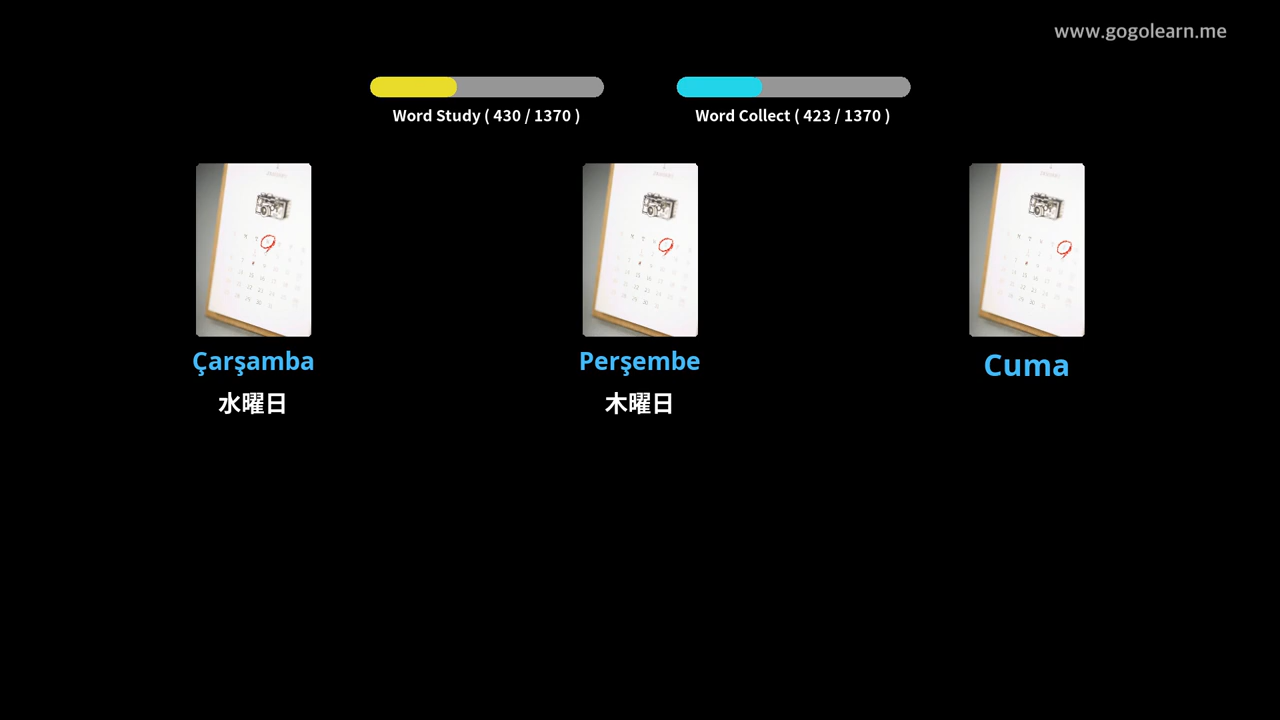 www.gogolearn.me
Word Study ( 430 / 1370 )
Word Collect ( 423 / 1370 )
Çarşamba
Perşembe
Cuma
水曜日
木曜日